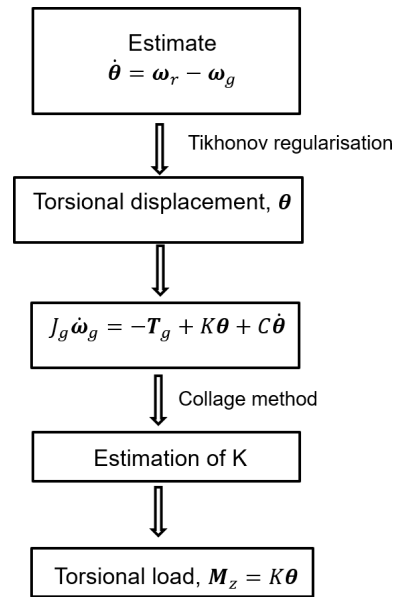 Estimate
θ̇ = ω_r − ω_g
Tikhonov regularisation
Torsional displacement, θ
J_g ω̇_g = −T_g + Kθ + Cθ̇
Collage method
Estimation of K
Torsional load, M_z = Kθ